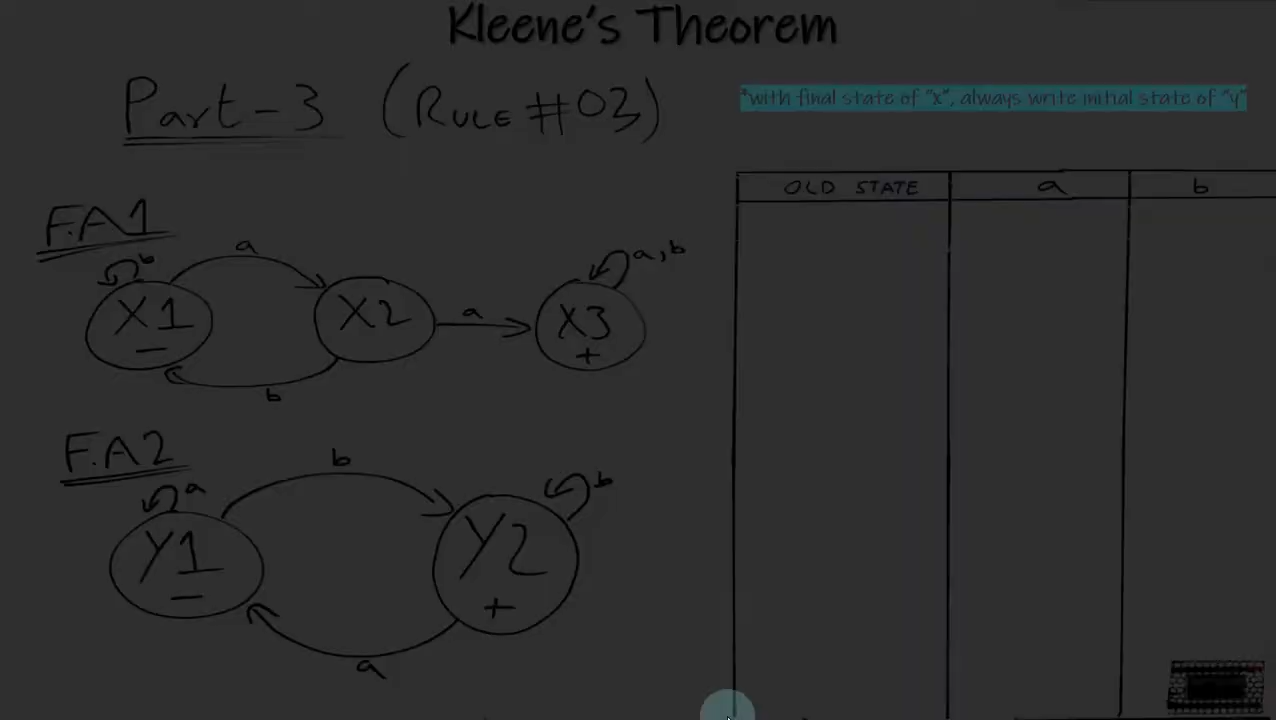 Kleene's Theorem
Part-3 (RULE #03)
*with final state of "x", always write initial state of "y"
OLD STATE a b
F.A1
b a a,b
X1 X2 a X3
- +
b
F.A2
b
a b
Y1 Y2
- +
a